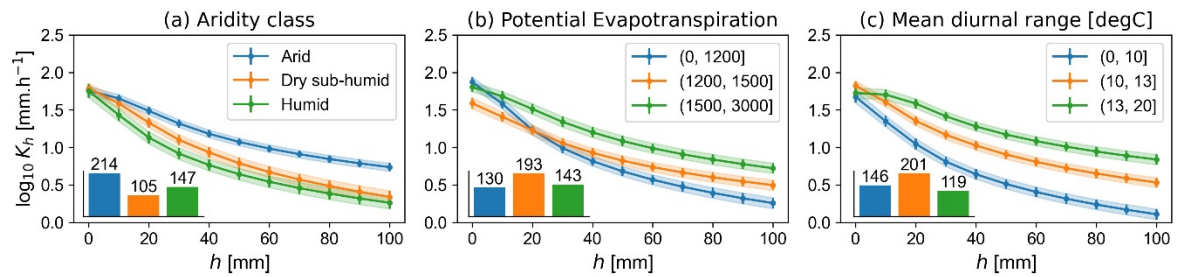 (a) Aridity class
2.5
2.0
1.5
1.0
0.5
0.0
log₁₀ Kₕ [mm.h⁻¹]
Arid
Dry sub-humid
Humid
214
105
147
0 20 40 60 80 100
h [mm]
(b) Potential Evapotranspiration
2.5
2.0
1.5
1.0
0.5
0.0
(0, 1200]
(1200, 1500]
(1500, 3000]
130
193
143
0 20 40 60 80 100
h [mm]
(c) Mean diurnal range [degC]
2.5
2.0
1.5
1.0
0.5
0.0
(0, 10]
(10, 13]
(13, 20]
146
201
119
0 20 40 60 80 100
h [mm]